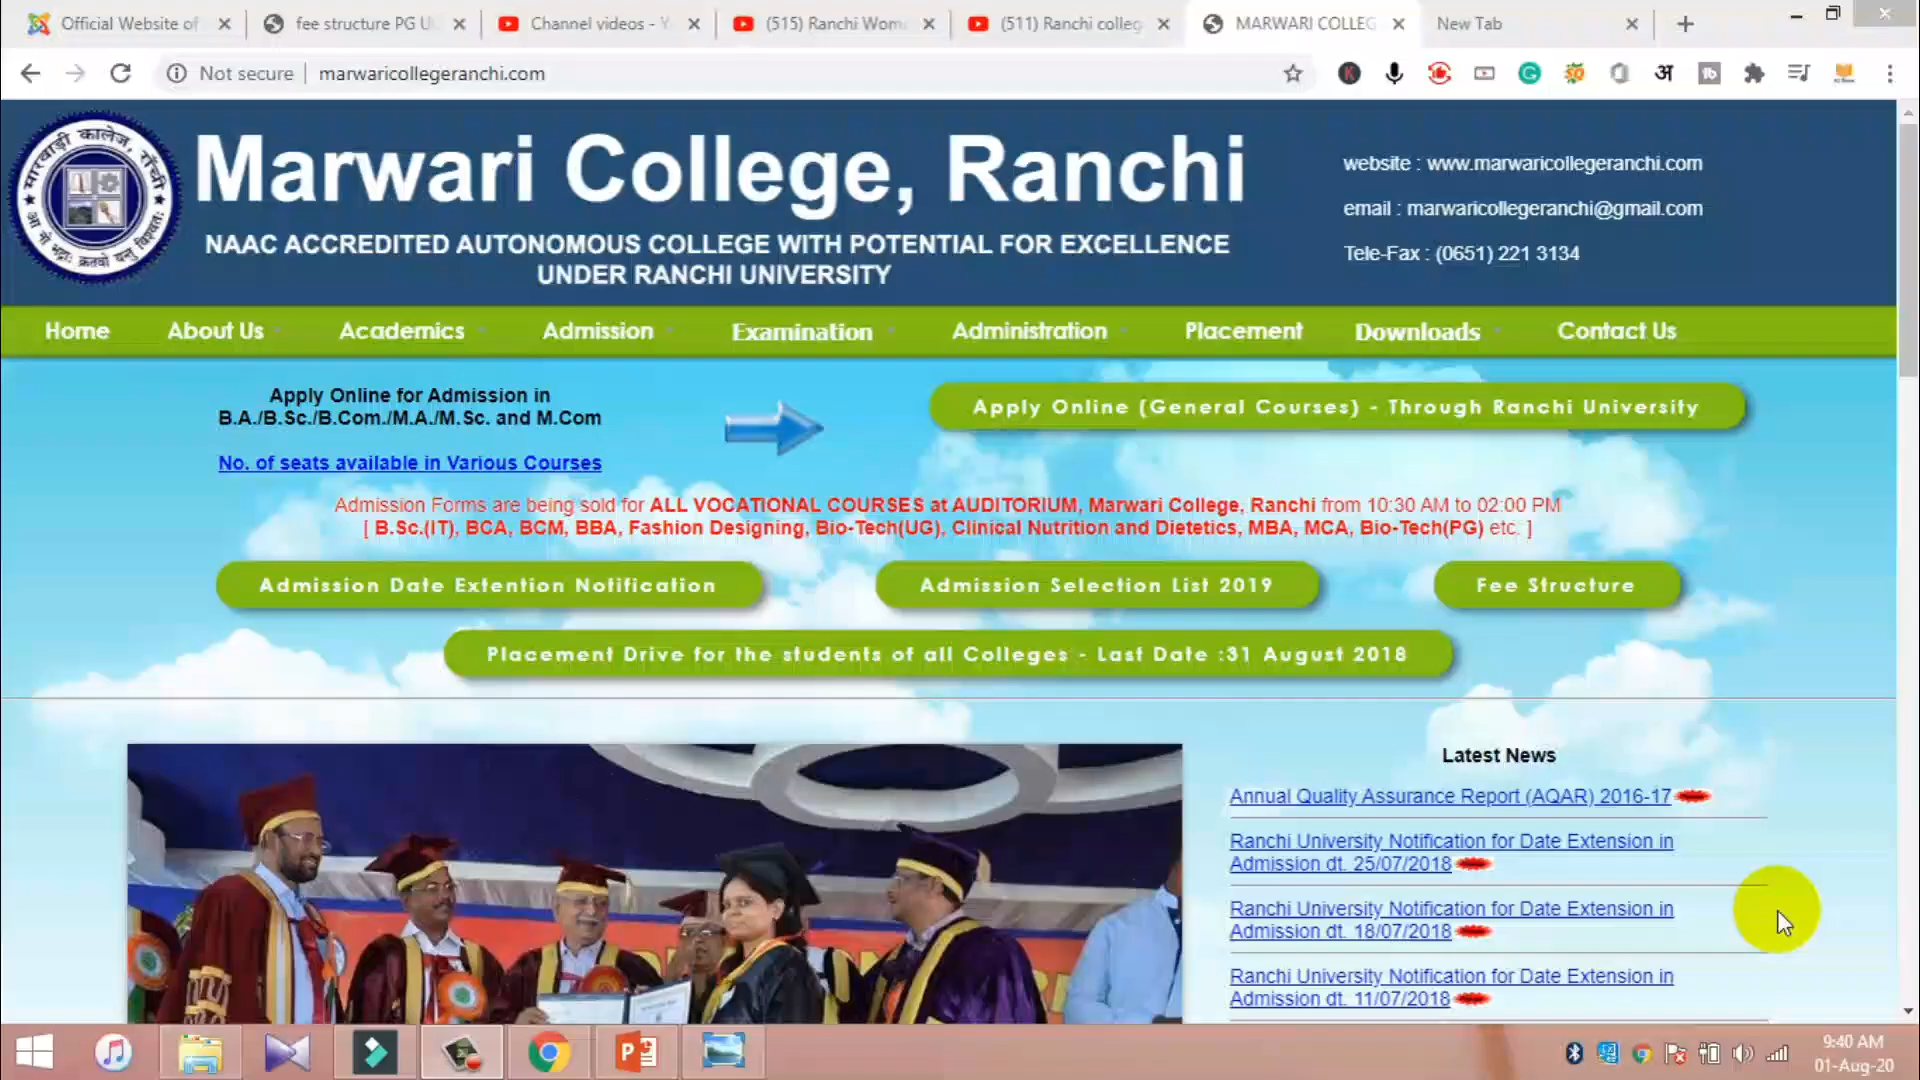 Official Website of
fee structure PG U
Channel videos - Y
(515) Ranchi Wom
(511) Ranchi colleg
MARWARI COLLEG
New Tab
Not secure
marwaricollegeranchi.com
मारवाड़ी कालेज, राँची
आ नो भद्राः क्रतवो यन्तु विश्वतः
Marwari College, Ranchi
NAAC ACCREDITED AUTONOMOUS COLLEGE WITH POTENTIAL FOR EXCELLENCE
UNDER RANCHI UNIVERSITY
website : www.marwaricollegeranchi.com
email : marwaricollegeranchi@gmail.com
Tele-Fax : (0651) 221 3134
Home
About Us
Academics
Admission
Examination
Administration
Placement
Downloads
Contact Us
Apply Online for Admission in
B.A./B.Sc./B.Com./M.A./M.Sc. and M.Com
No. of seats available in Various Courses
Apply Online (General Courses) - Through Ranchi University
Admission Forms are being sold for ALL VOCATIONAL COURSES at AUDITORIUM, Marwari College, Ranchi from 10:30 AM to 02:00 PM
[ B.Sc.(IT), BCA, BCM, BBA, Fashion Designing, Bio-Tech(UG), Clinical Nutrition and Dietetics, MBA, MCA, Bio-Tech(PG) etc. ]
Admission Date Extention Notification
Admission Selection List 2019
Fee Structure
Placement Drive for the students of all Colleges - Last Date :31 August 2018
Latest News
Annual Quality Assurance Report (AQAR) 2016-17
Ranchi University Notification for Date Extension in
Admission dt. 25/07/2018
Ranchi University Notification for Date Extension in
Admission dt. 18/07/2018
Ranchi University Notification for Date Extension in
Admission dt. 11/07/2018
9:40 AM
01-Aug-20